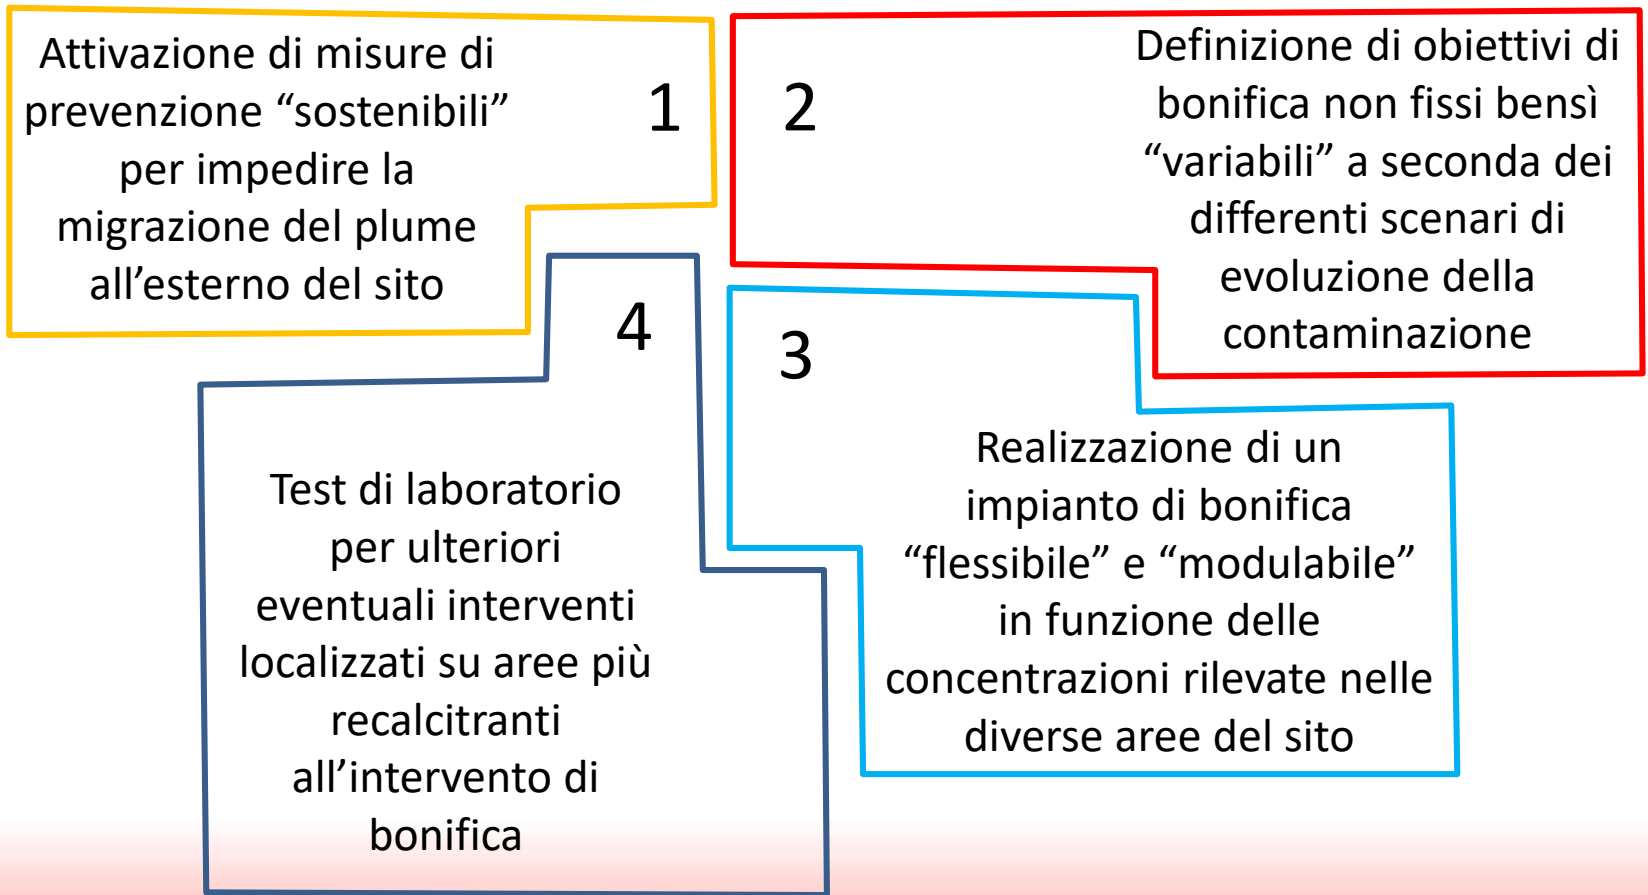 1
Attivazione di misure di
prevenzione “sostenibili”
per impedire la
migrazione del plume
all’esterno del sito
2
Definizione di obiettivi di
bonifica non fissi bensì
“variabili” a seconda dei
differenti scenari di
evoluzione della
contaminazione
3
Realizzazione di un
impianto di bonifica
“flessibile” e “modulabile”
in funzione delle
concentrazioni rilevate nelle
diverse aree del sito
4
Test di laboratorio
per ulteriori
eventuali interventi
localizzati su aree più
recalcitranti
all’intervento di
bonifica